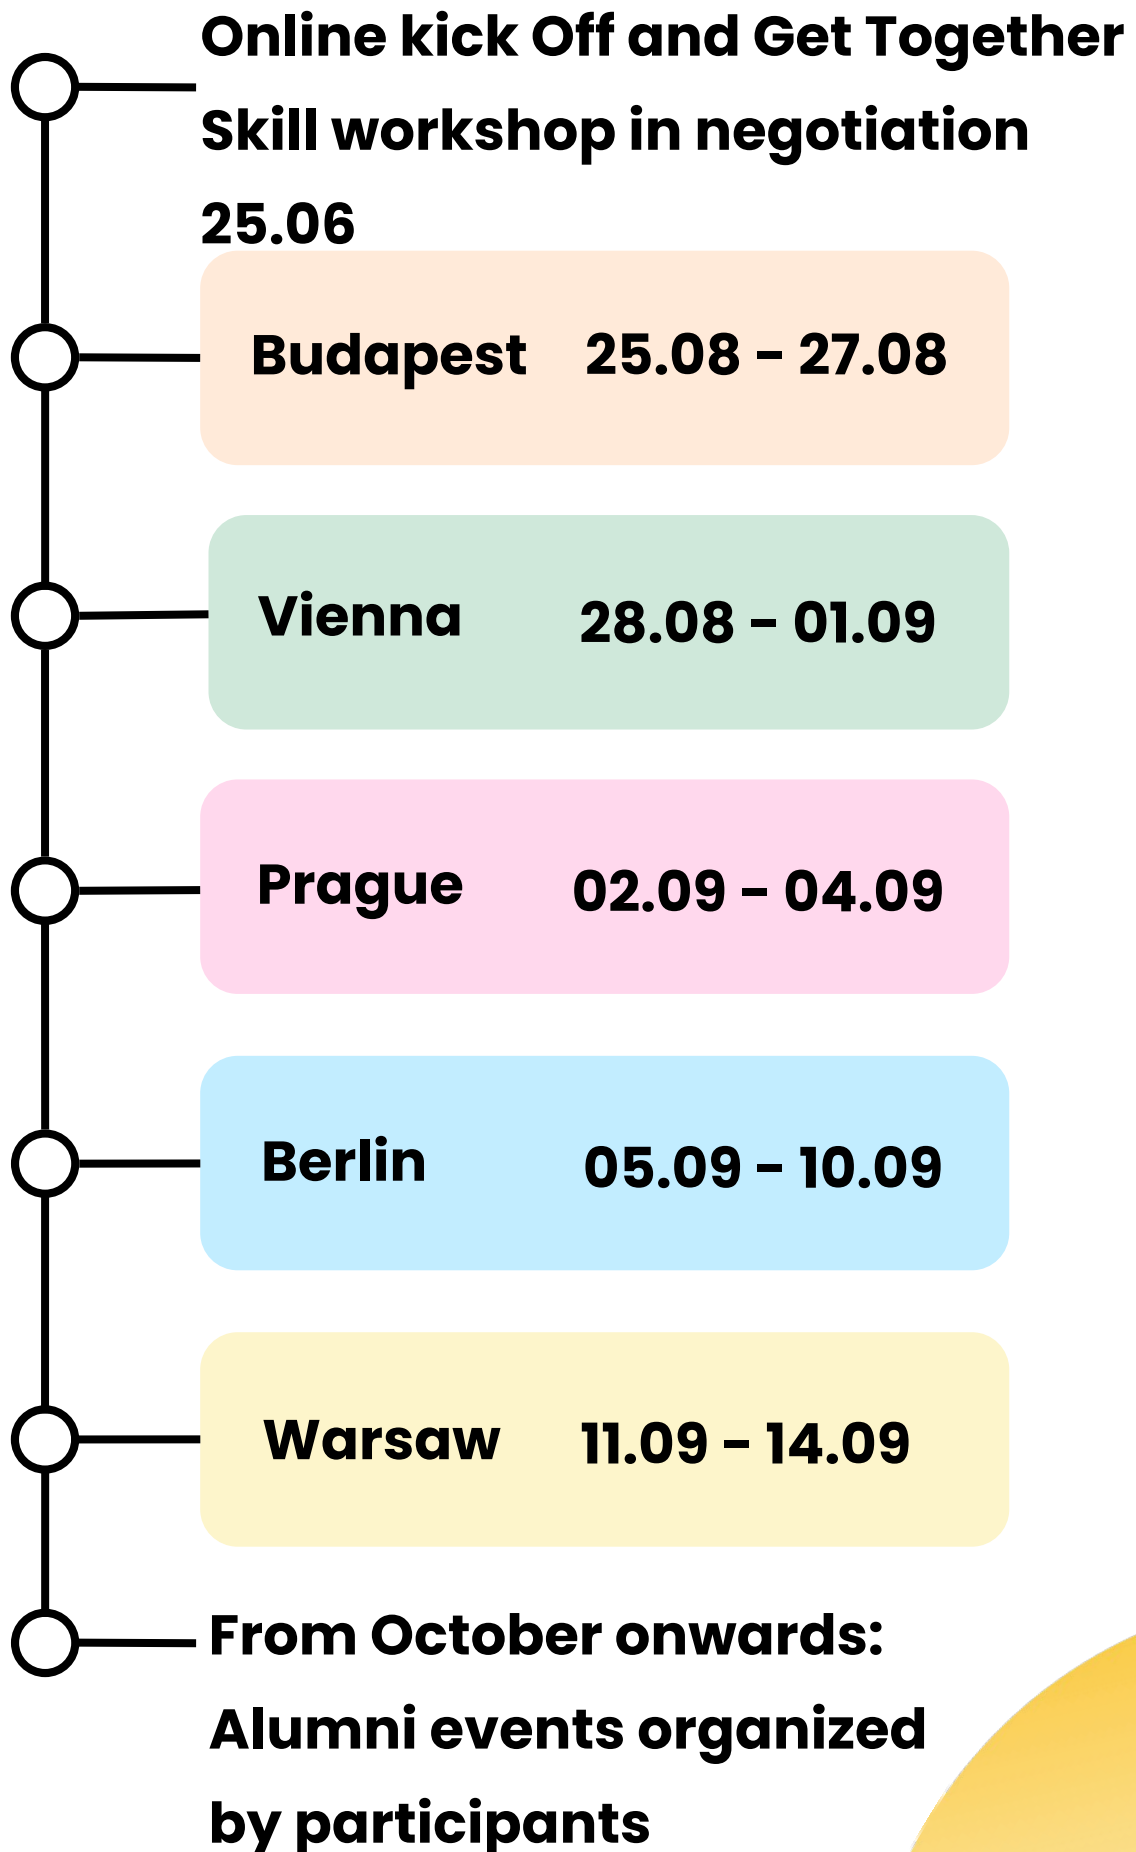 Online kick Off and Get Together
Skill workshop in negotiation
25.06
Budapest 25.08 - 27.08
Vienna 28.08 - 01.09
Prague 02.09 - 04.09
Berlin 05.09 - 10.09
Warsaw 11.09 - 14.09
From October onwards:
Alumni events organized
by participants